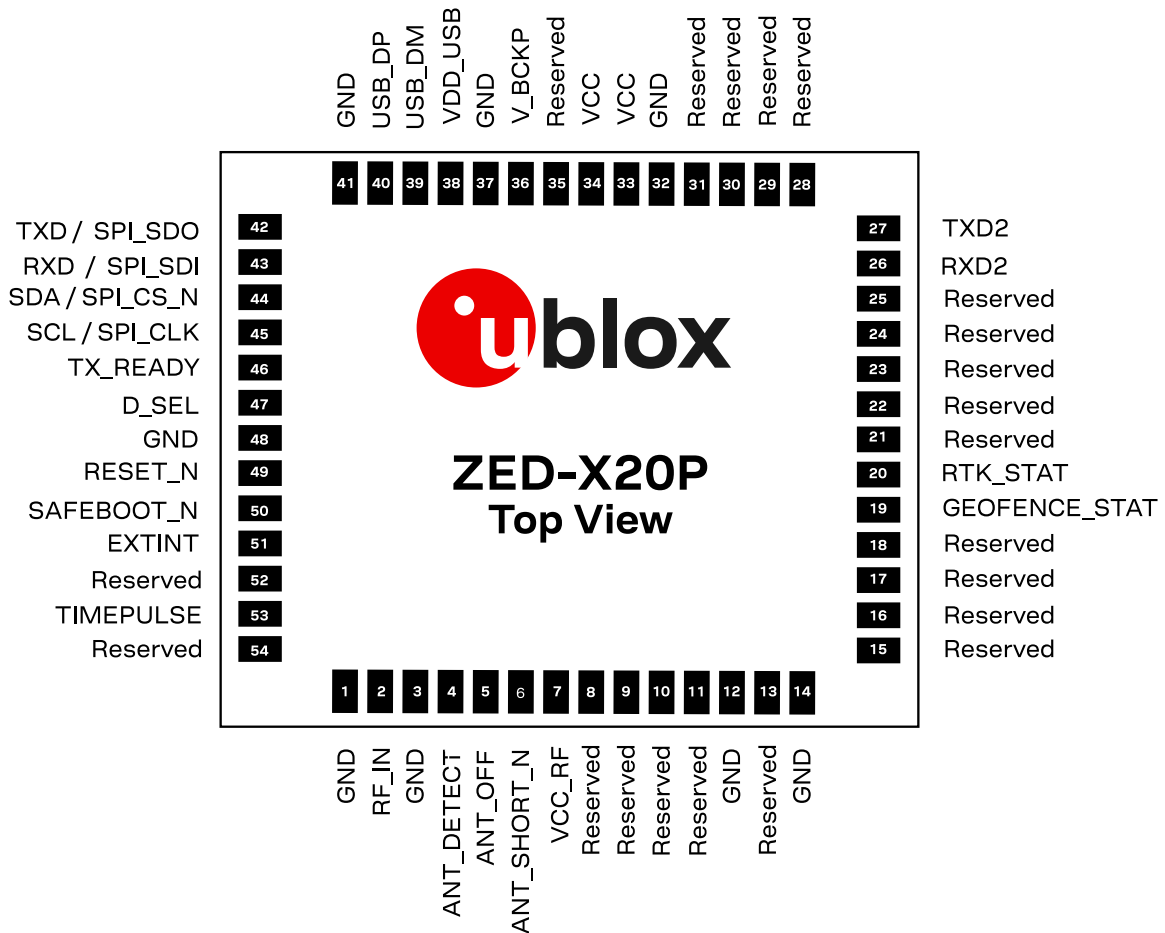 GND
USB_DP
USB_DM
VDD_USB
GND
V_BCKP
Reserved
VCC
VCC
GND
Reserved
Reserved
Reserved
Reserved
41 40 39 38 37 36 35 34 33 32 31 30 29 28
TXD / SPI_SDO 42
RXD / SPI_SDI 43
SDA / SPI_CS_N 44
SCL / SPI_CLK 45
TX_READY 46
D_SEL 47
GND 48
RESET_N 49
SAFEBOOT_N 50
EXTINT 51
Reserved 52
TIMEPULSE 53
Reserved 54
ublox
ZED-X20P
Top View
27 TXD2
26 RXD2
25 Reserved
24 Reserved
23 Reserved
22 Reserved
21 Reserved
20 RTK_STAT
19 GEOFENCE_STAT
18 Reserved
17 Reserved
16 Reserved
15 Reserved
1 2 3 4 5 6 7 8 9 10 11 12 13 14
GND
RF_IN
GND
ANT_DETECT
ANT_OFF
ANT_SHORT_N
VCC_RF
Reserved
Reserved
Reserved
Reserved
GND
Reserved
GND